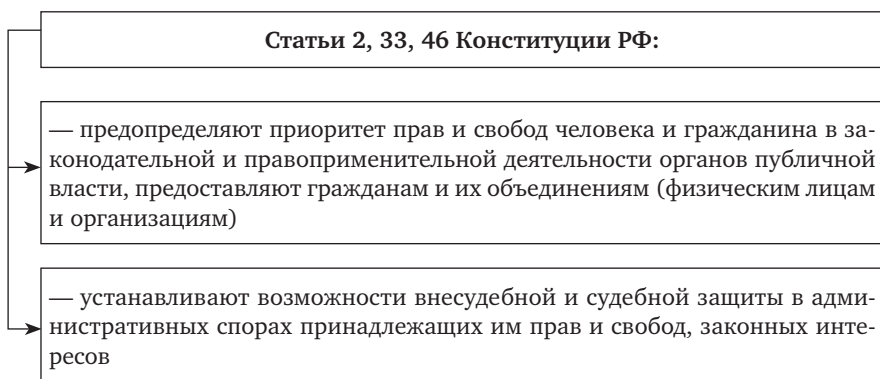 Статьи 2, 33, 46 Конституции РФ:
— предопределяют приоритет прав и свобод человека и гражданина в за-
конодательной и правоприменительной деятельности органов публичной
власти, предоставляют гражданам и их объединениям (физическим лицам
и организациям)
— устанавливают возможности внесудебной и судебной защиты в адми-
нистративных спорах принадлежащих им прав и свобод, законных инте-
ресов